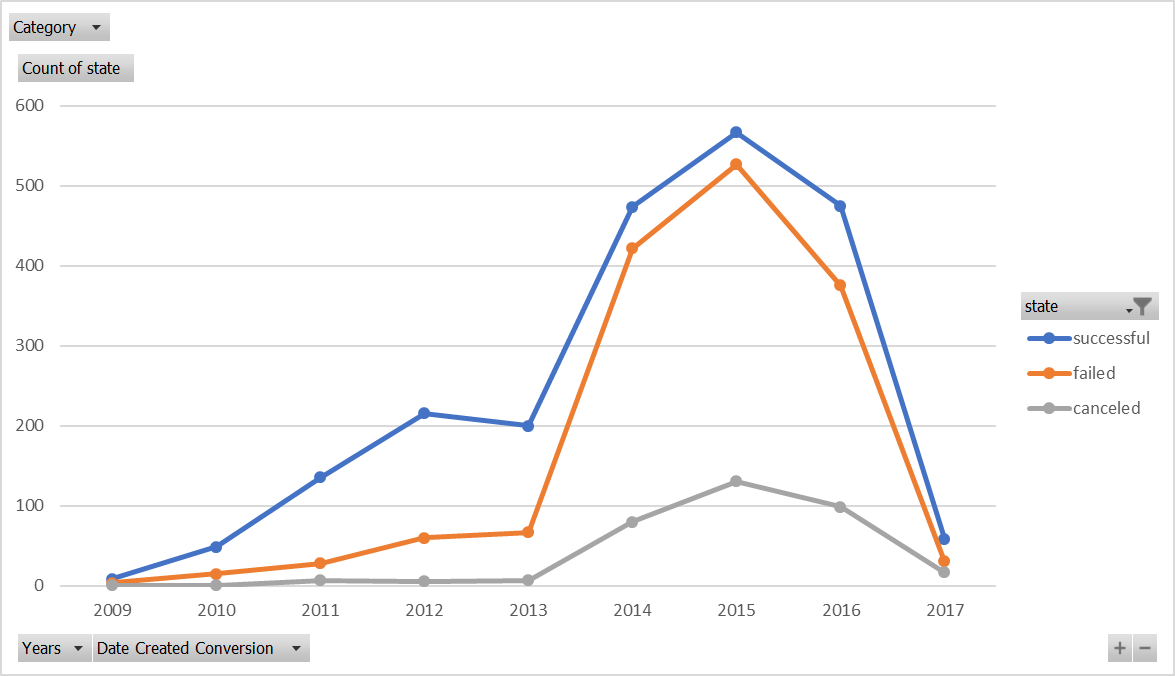 Category
Count of state
600
500
400
300
200
100
0
2009 2010 2011 2012 2013 2014 2015 2016 2017
state
successful
failed
canceled
Years Date Created Conversion
+ −